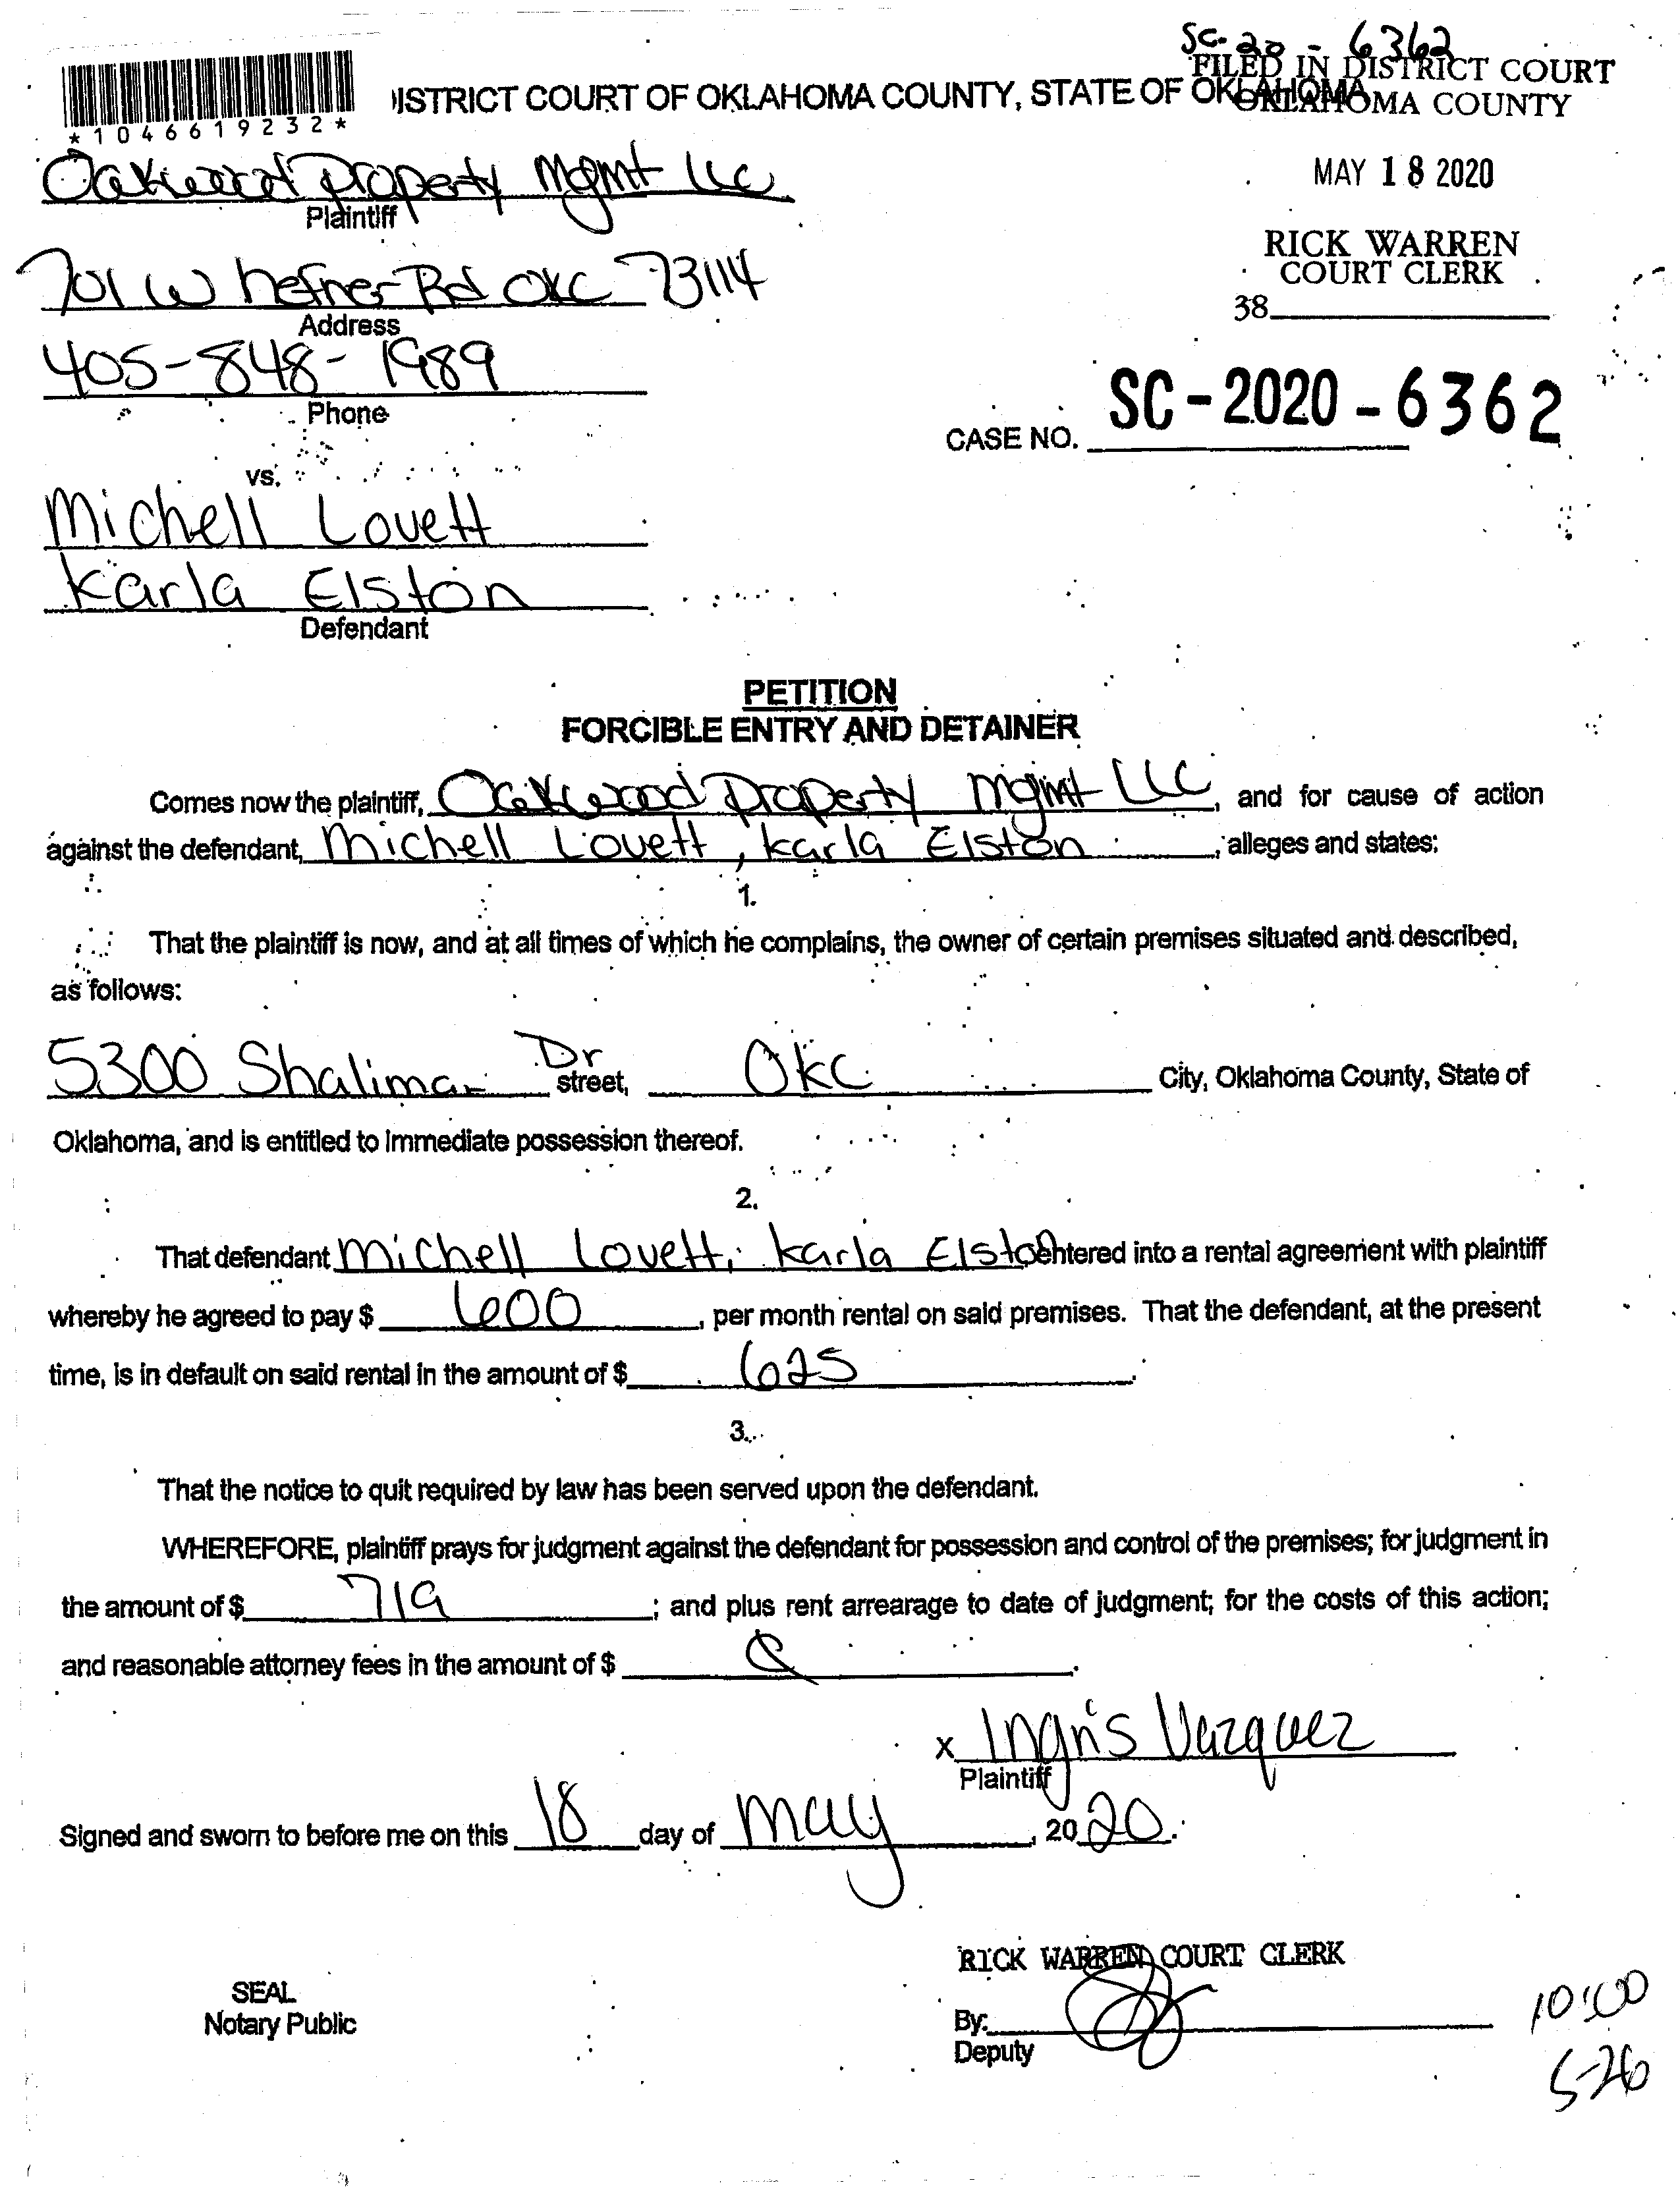 SC-20-6362
FILED IN DISTRICT COURT
OKLAHOMA COUNTY
ISTRICT COURT OF OKLAHOMA COUNTY, STATE OF OKLAHOMA
*1046619232*
MAY 18 2020
Oakwood Property Mgmt LLC
Plaintiff
RICK WARREN
COURT CLERK
38
701 W hefner Rd OKC 73114
Address
405-848-1989
Phone
CASE NO. SC-2020-6362
vs.
Michell Lovett
Karla Elston
Defendant
PETITION
FORCIBLE ENTRY AND DETAINER
Comes now the plaintiff, Oakwood Property Mgmt LLC, and for cause of action
against the defendant, Michell Lovett, Karla Elston, alleges and states:
1.
That the plaintiff is now, and at all times of which he complains, the owner of certain premises situated and described,
as follows:
5300 Shalimar Dr street, OKC City, Oklahoma County, State of
Oklahoma, and is entitled to immediate possession thereof.
2.
That defendant Michell Lovett, Karla Elston entered into a rental agreement with plaintiff
whereby he agreed to pay $ 600, per month rental on said premises. That the defendant, at the present
time, is in default on said rental in the amount of $ 625.
3.
That the notice to quit required by law has been served upon the defendant.
WHEREFORE, plaintiff prays for judgment against the defendant for possession and control of the premises; for judgment in
the amount of $ 719; and plus rent arrearage to date of judgment; for the costs of this action;
and reasonable attorney fees in the amount of $
x Ingris Vazquez
Plaintiff
Signed and sworn to before me on this 18 day of May, 2020.
RICK WARREN COURT CLERK
SEAL
Notary Public
By:
Deputy
10:00
5-26